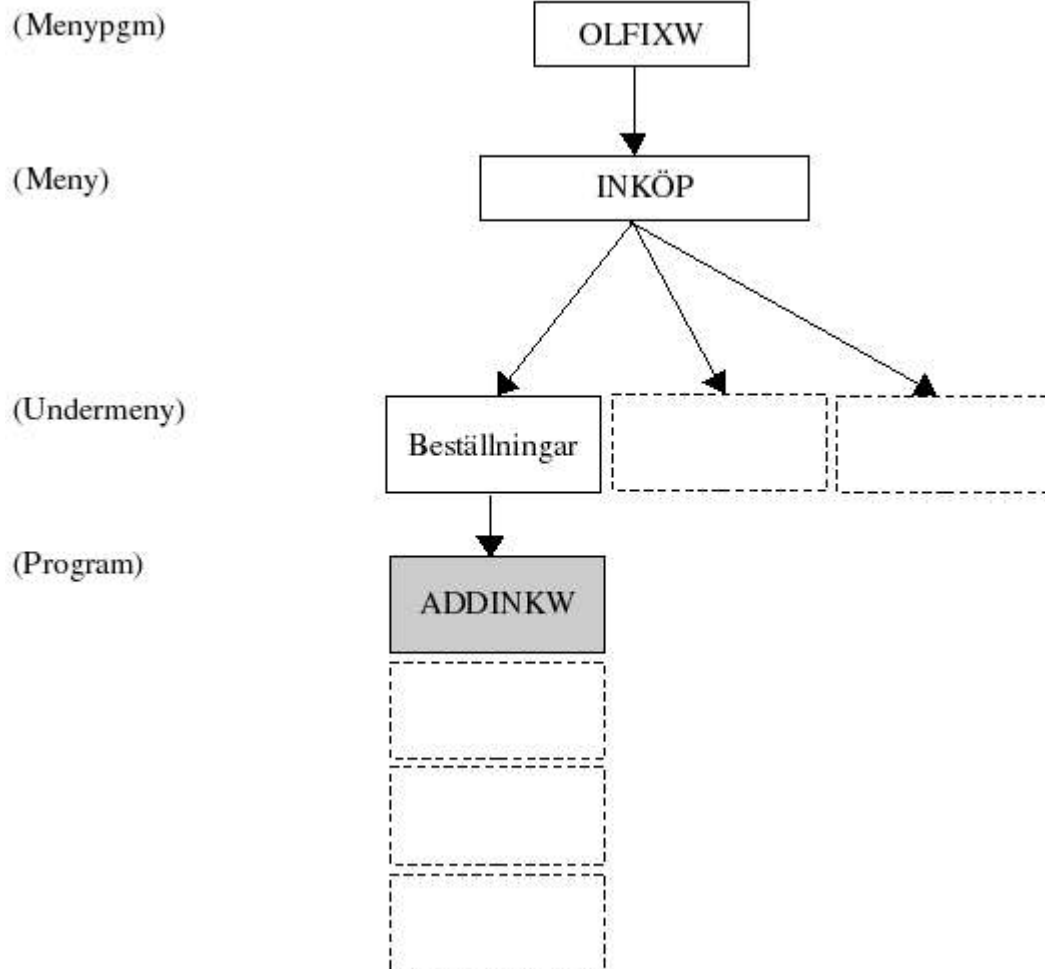 (Menypgm)
OLFIXW
(Meny)
INKÖP
(Undermeny)
Beställningar
(Program)
ADDINKW